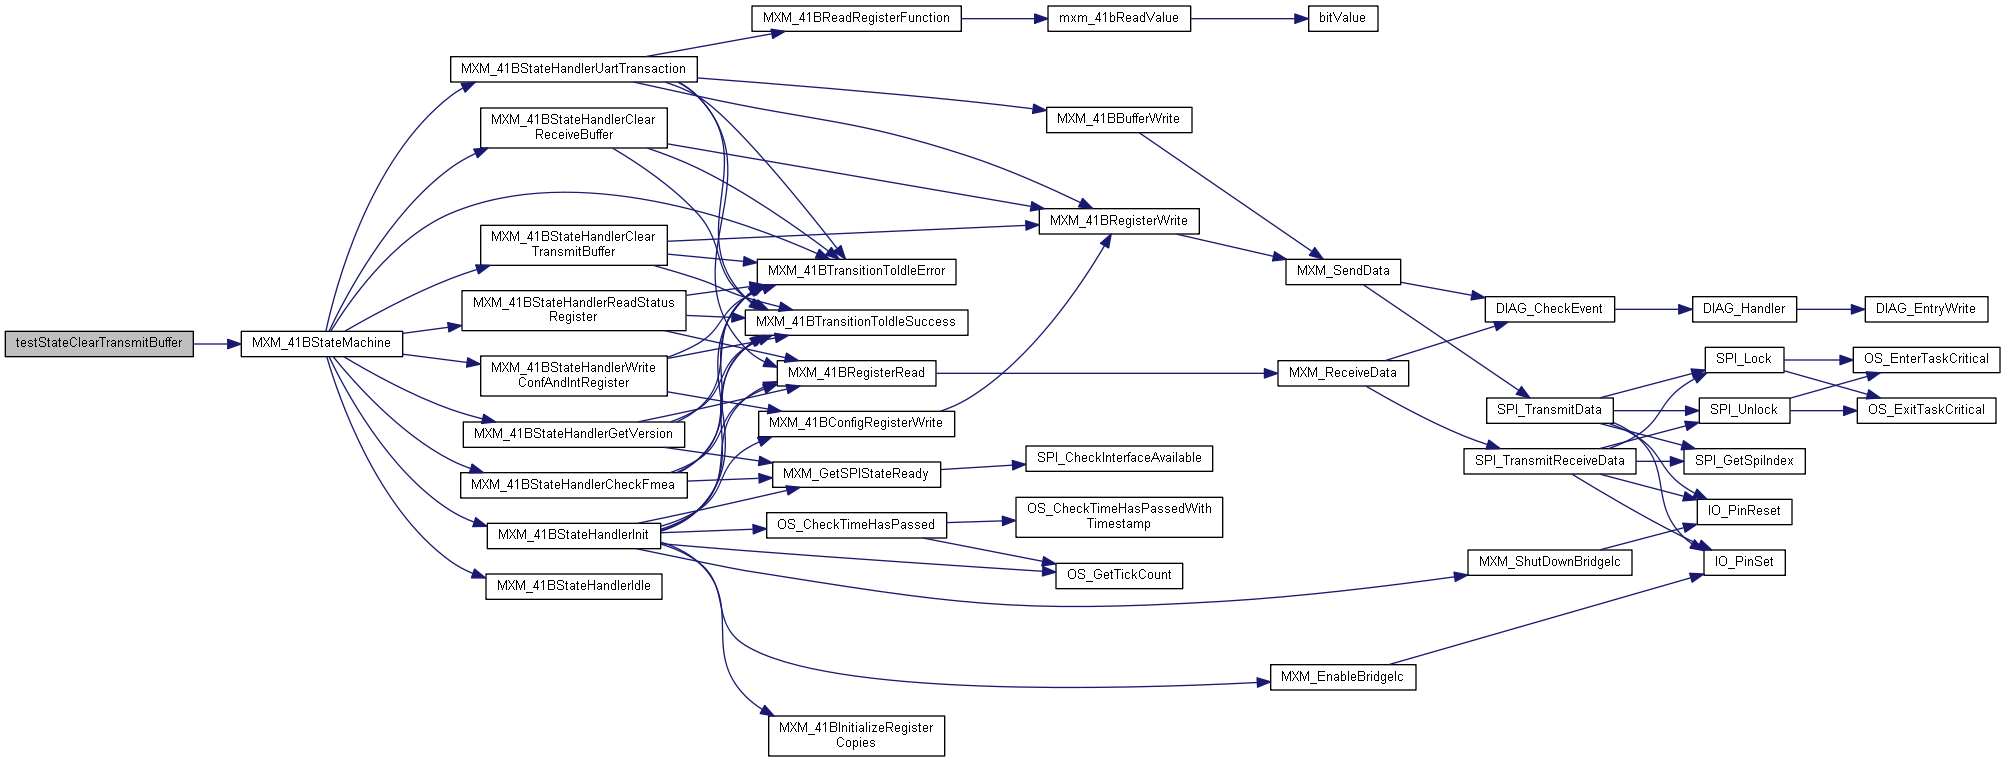 testStateClearTransmitBuffer
MXM_41BStateMachine
MXM_41BStateHandlerUartTransaction
MXM_41BStateHandlerClear
ReceiveBuffer
MXM_41BStateHandlerClear
TransmitBuffer
MXM_41BStateHandlerReadStatus
Register
MXM_41BStateHandlerWrite
ConfAndIntRegister
MXM_41BStateHandlerGetVersion
MXM_41BStateHandlerCheckFmea
MXM_41BStateHandlerInit
MXM_41BStateHandlerIdle
MXM_41BReadRegisterFunction
MXM_41BTransitionToIdleError
MXM_41BTransitionToIdleSuccess
MXM_41BRegisterRead
MXM_41BConfigRegisterWrite
MXM_GetSPIStateReady
OS_CheckTimeHasPassed
MXM_41BInitializeRegister
Copies
mxm_41bReadValue
MXM_41BBufferWrite
MXM_41BRegisterWrite
SPI_CheckInterfaceAvailable
OS_CheckTimeHasPassedWith
Timestamp
OS_GetTickCount
bitValue
MXM_SendData
MXM_ReceiveData
MXM_EnableBridgeIc
DIAG_CheckEvent
SPI_TransmitData
SPI_TransmitReceiveData
MXM_ShutDownBridgeIc
DIAG_Handler
SPI_Lock
SPI_Unlock
SPI_GetSpiIndex
IO_PinReset
IO_PinSet
DIAG_EntryWrite
OS_EnterTaskCritical
OS_ExitTaskCritical